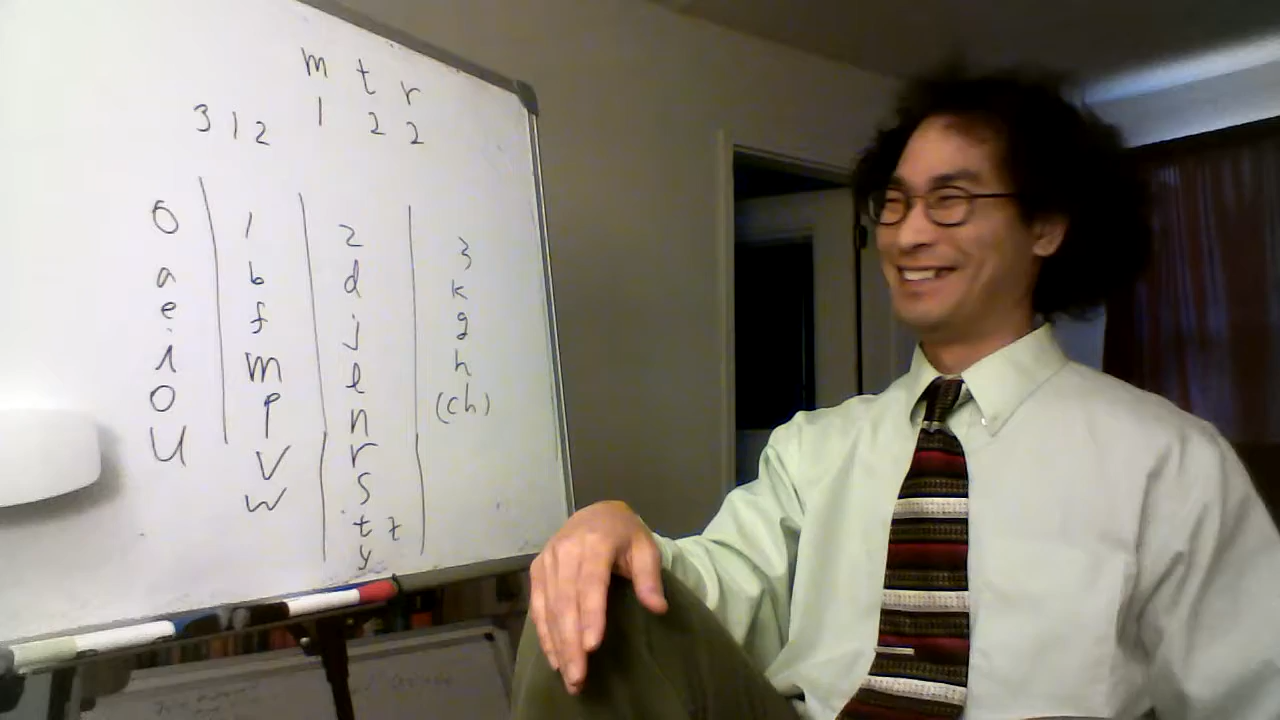 m t r
3 1 2 1 2 2
0 1 2 3
a b d k
e f j g
i m l h
o p n (ch)
u v r
w s
t z
y